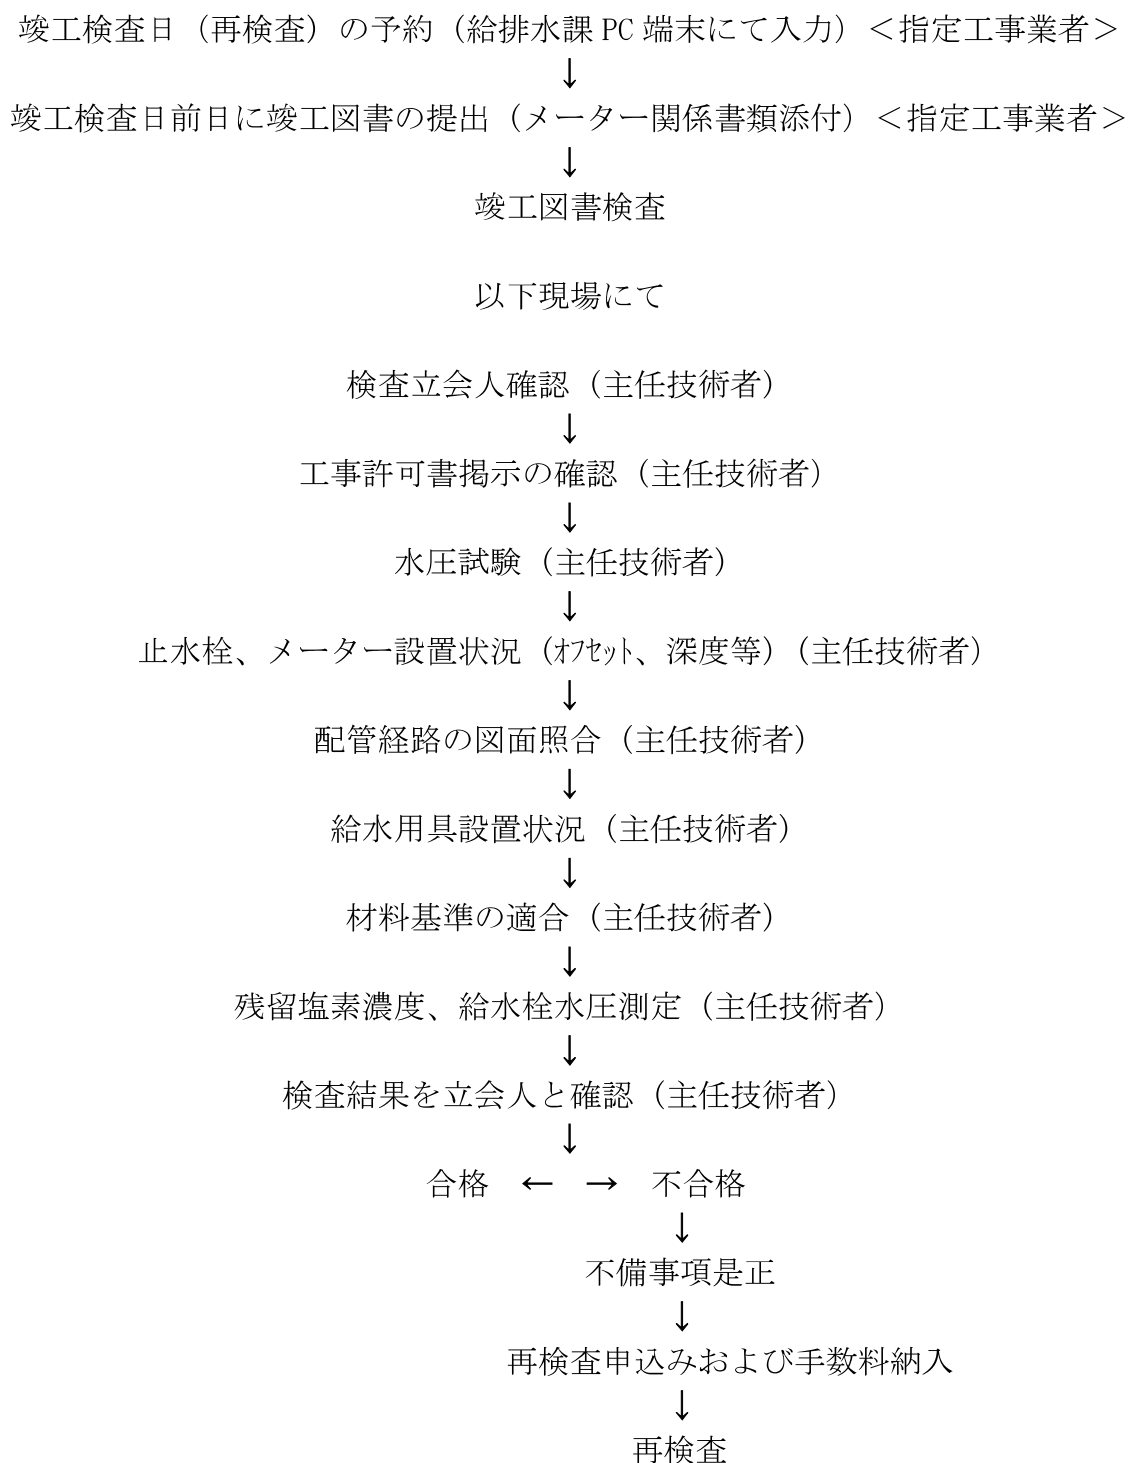 竣工検査日（再検査）の予約（給排水課 PC 端末にて入力）＜指定工事業者＞
↓
竣工検査日前日に竣工図書の提出（メーター関係書類添付）＜指定工事業者＞
↓
竣工図書検査
以下現場にて
検査立会人確認（主任技術者）
↓
工事許可書掲示の確認（主任技術者）
↓
水圧試験（主任技術者）
↓
止水栓、メーター設置状況（ｵﾌｾｯﾄ、深度等）（主任技術者）
↓
配管経路の図面照合（主任技術者）
↓
給水用具設置状況（主任技術者）
↓
材料基準の適合（主任技術者）
↓
残留塩素濃度、給水栓水圧測定（主任技術者）
↓
検査結果を立会人と確認（主任技術者）
↓
合格　←　→　不合格
↓
不備事項是正
↓
再検査申込みおよび手数料納入
↓
再検査